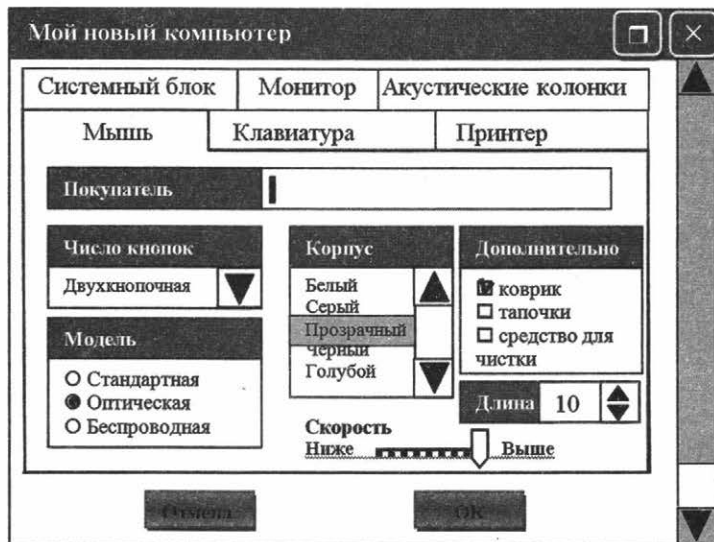 Мой новый компьютер
Системный блок Монитор Акустические колонки
Мышь Клавиатура Принтер
Покупатель
Число кнопок
Двухкнопочная
Модель
Стандартная
Оптическая
Беспроводная
Корпус
Белый
Серый
Прозрачный
Черный
Голубой
Скорость
Ниже Выше
Дополнительно
коврик
тапочки
средство для
чистки
Длина 10
Отмена ОК